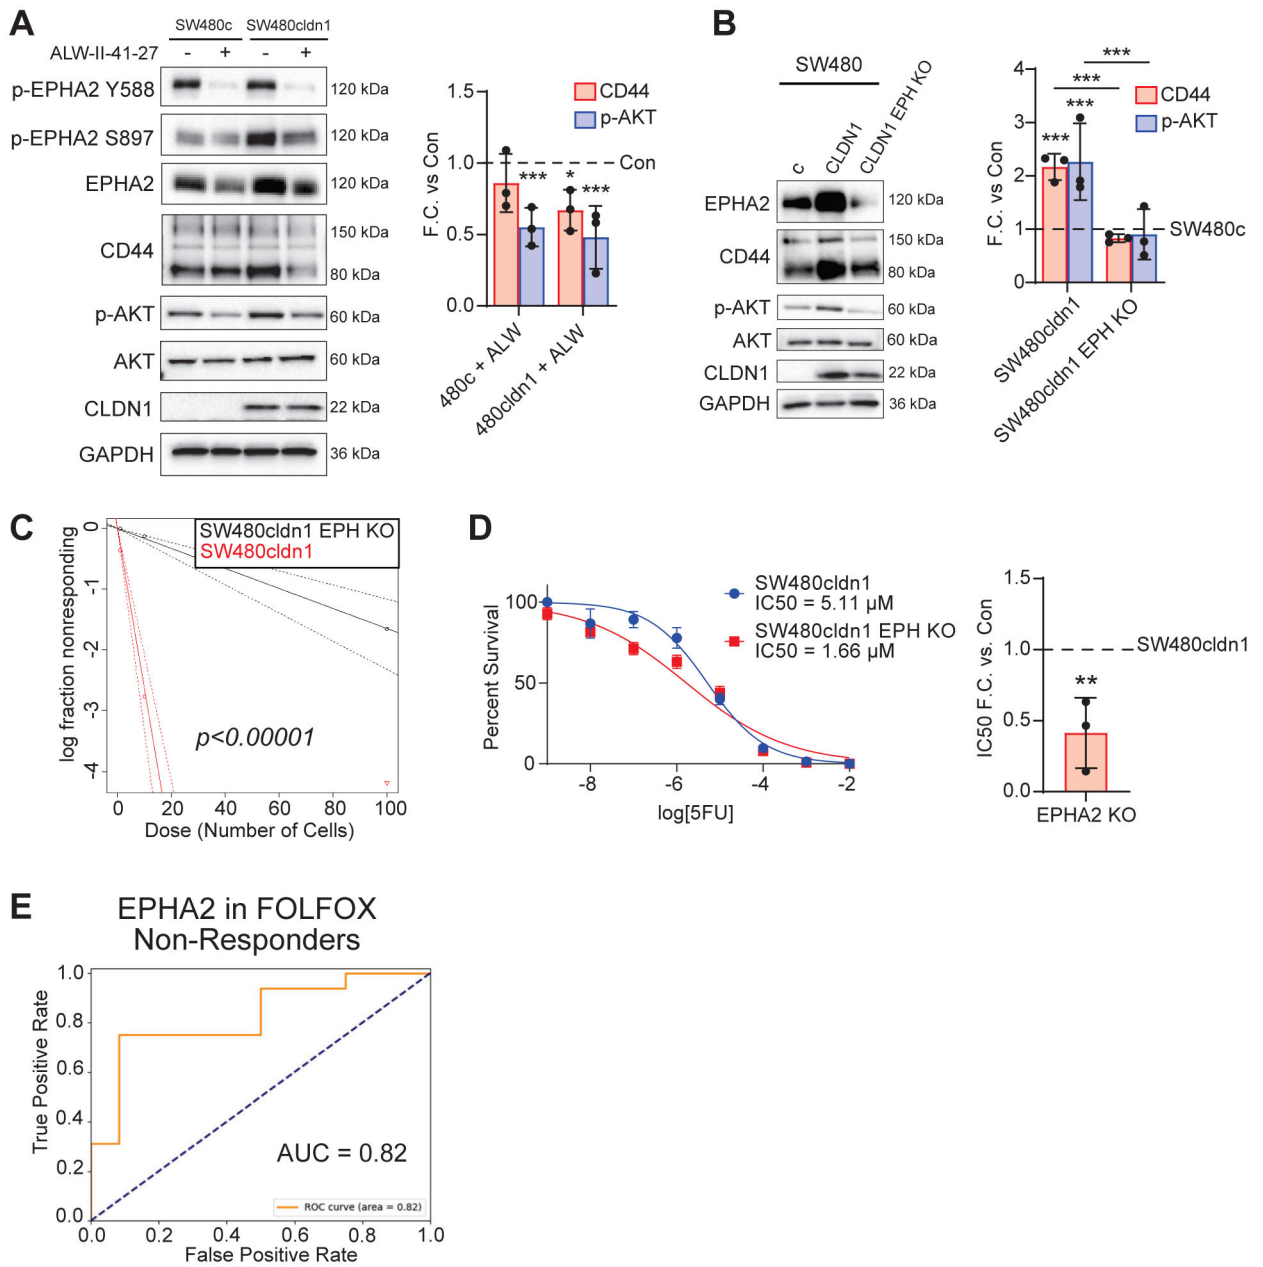 A
SW480c SW480cldn1
ALW-II-41-27 - + - +
p-EPHA2 Y588 120 kDa
p-EPHA2 S897 120 kDa
EPHA2 120 kDa
CD44 150 kDa
80 kDa
p-AKT 60 kDa
AKT 60 kDa
CLDN1 22 kDa
GAPDH 36 kDa
F.C. vs Con
1.5
1.0
0.5
0.0
CD44
p-AKT
Con
*** * ***
480c + ALW
480cldn1 + ALW
B
SW480
c
CLDN1
CLDN1 EPH KO
EPHA2 120 kDa
CD44 150 kDa
80 kDa
p-AKT 60 kDa
AKT 60 kDa
CLDN1 22 kDa
GAPDH 36 kDa
F.C. vs Con
4
3
2
1
0
***
***
***
***
CD44
p-AKT
SW480c
SW480cldn1
SW480cldn1 EPH KO
C
log fraction nonresponding
0
-1
-2
-3
-4
SW480cldn1 EPH KO
SW480cldn1
p<0.00001
0 20 40 60 80 100
Dose (Number of Cells)
D
Percent Survival
100
50
0
-8 -6 -4 -2
log[5FU]
SW480cldn1
IC50 = 5.11 µM
SW480cldn1 EPH KO
IC50 = 1.66 µM
IC50 F.C. vs. Con
1.5
1.0
0.5
0.0
SW480cldn1
**
EPHA2 KO
E
EPHA2 in FOLFOX
Non-Responders
True Positive Rate
1.0
0.8
0.6
0.4
0.2
0.0
AUC = 0.82
ROC curve (area = 0.82)
0.0 0.2 0.4 0.6 0.8 1.0
False Positive Rate